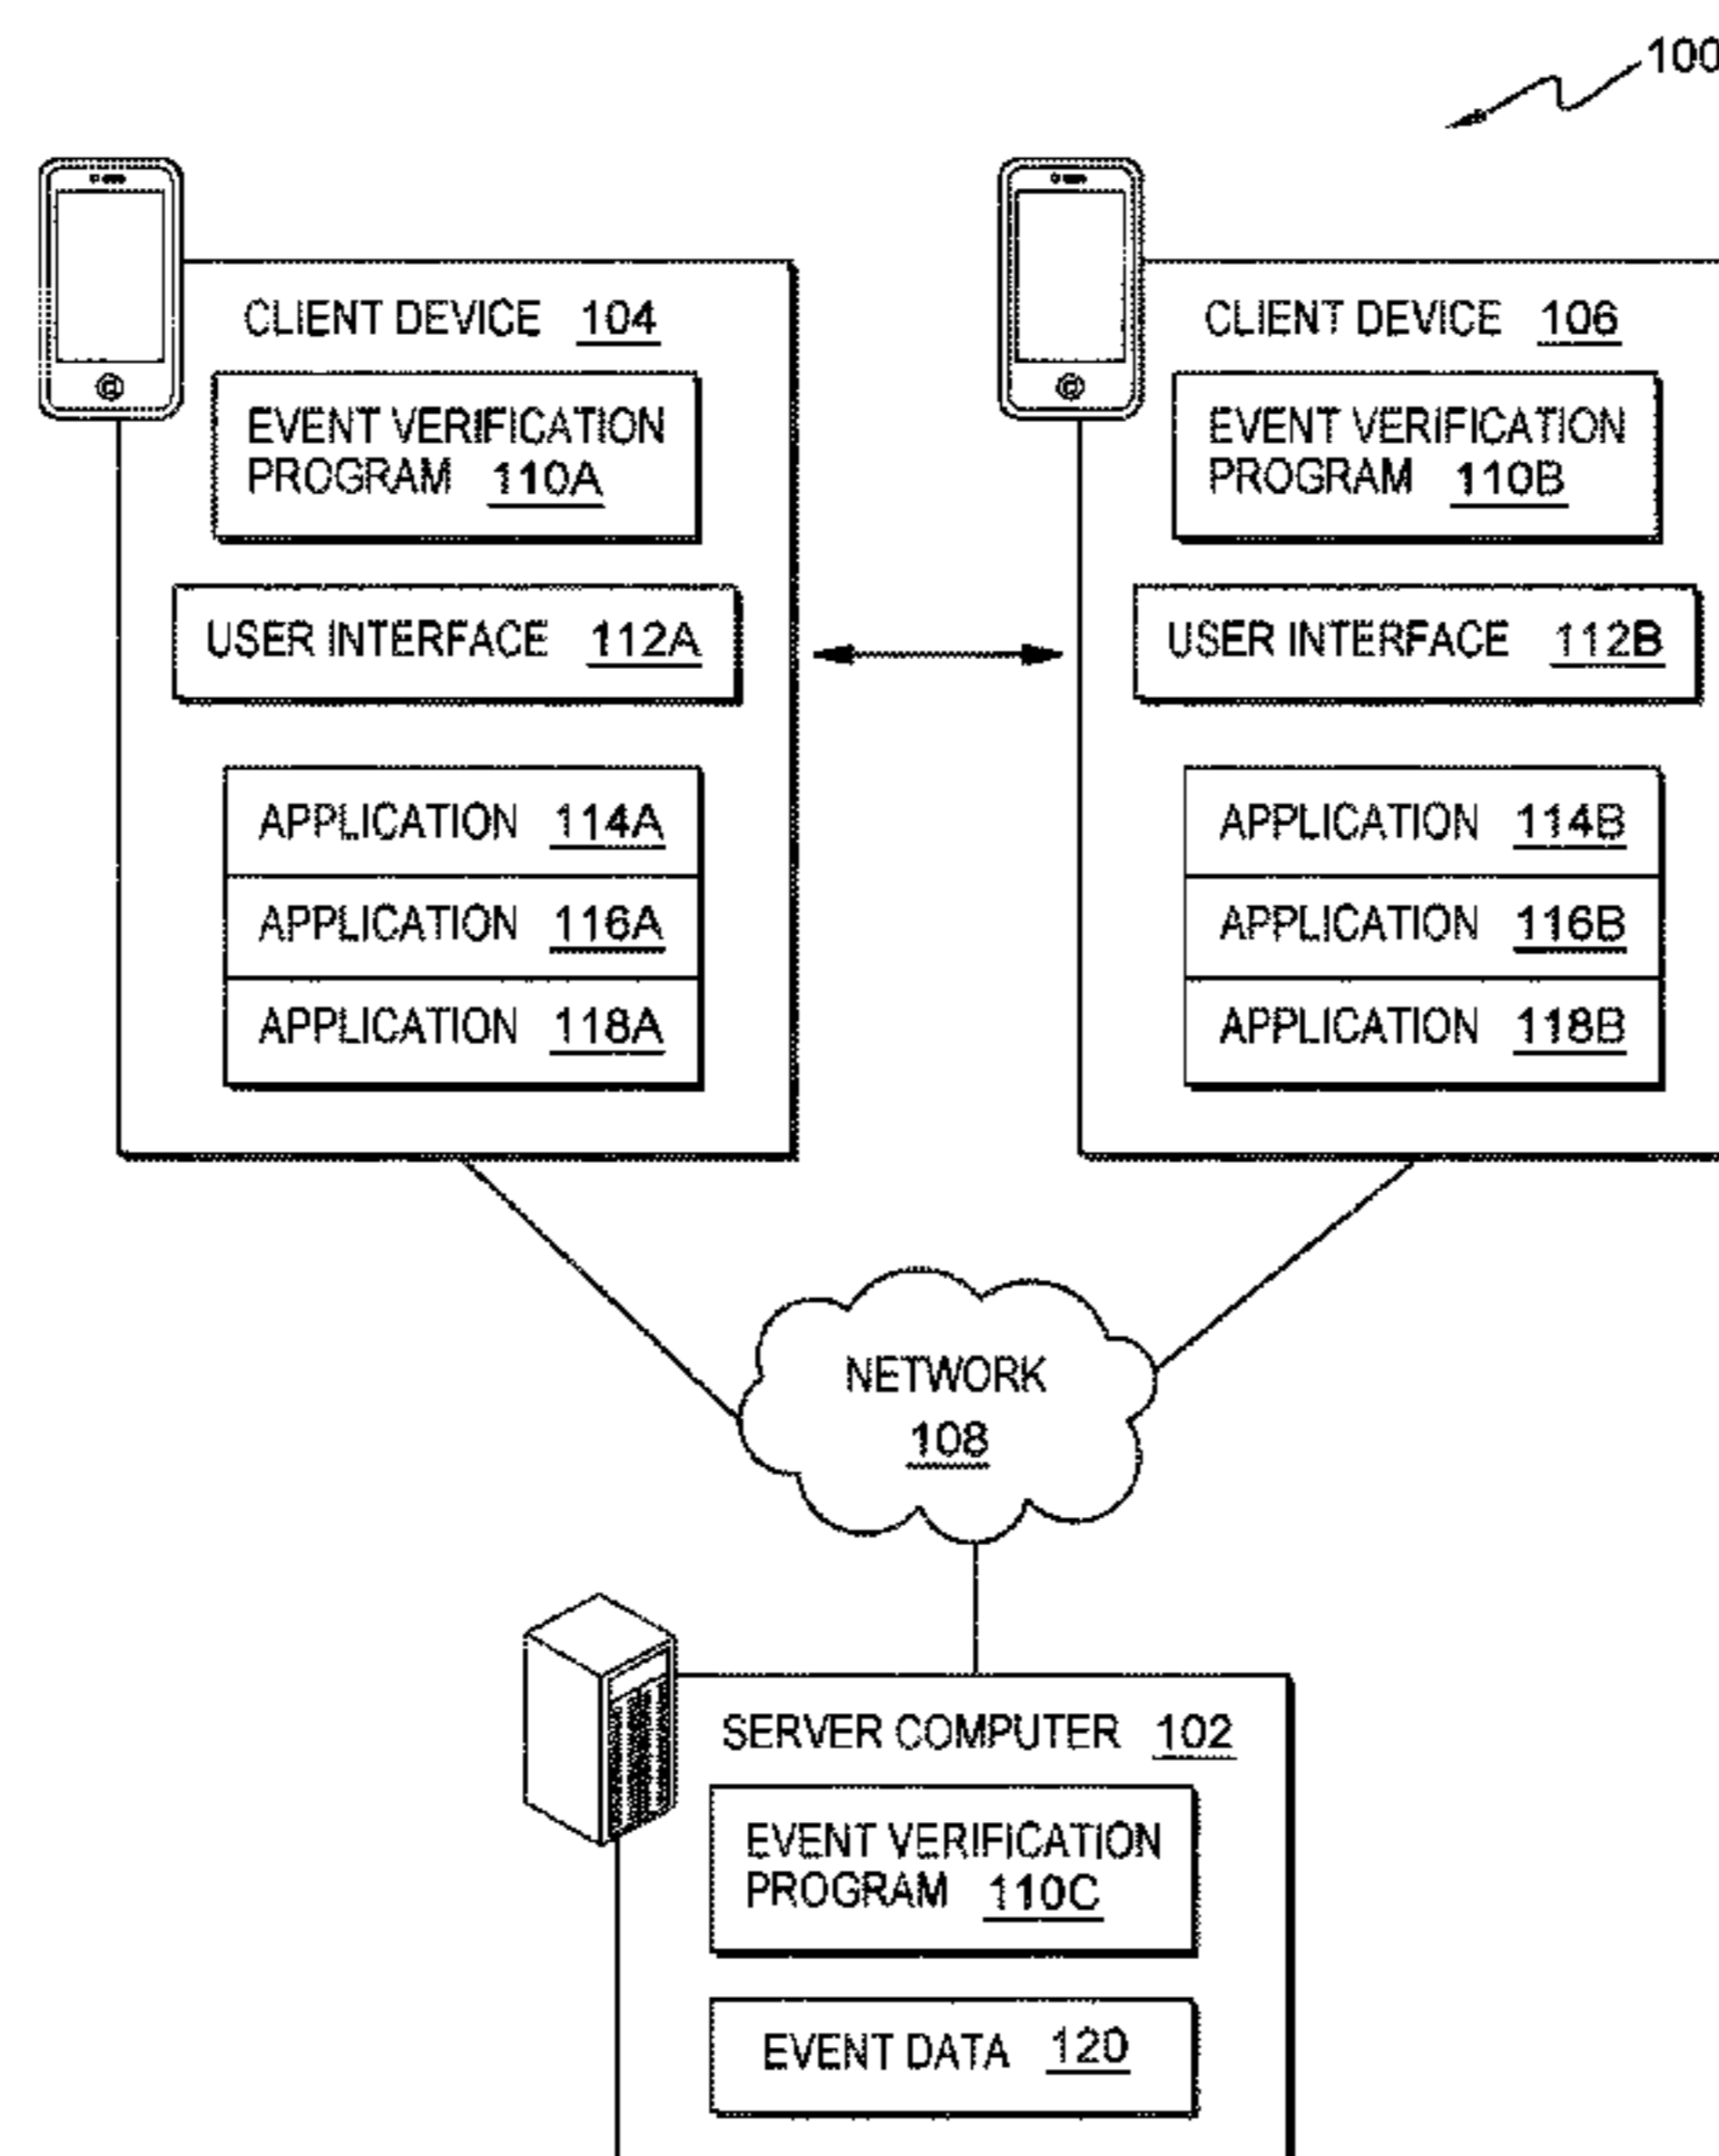 100
CLIENT DEVICE 104
EVENT VERIFICATION
PROGRAM 110A
USER INTERFACE 112A
APPLICATION 114A
APPLICATION 116A
APPLICATION 118A
CLIENT DEVICE 106
EVENT VERIFICATION
PROGRAM 110B
USER INTERFACE 112B
APPLICATION 114B
APPLICATION 116B
APPLICATION 118B
NETWORK
108
SERVER COMPUTER 102
EVENT VERIFICATION
PROGRAM 110C
EVENT DATA 120